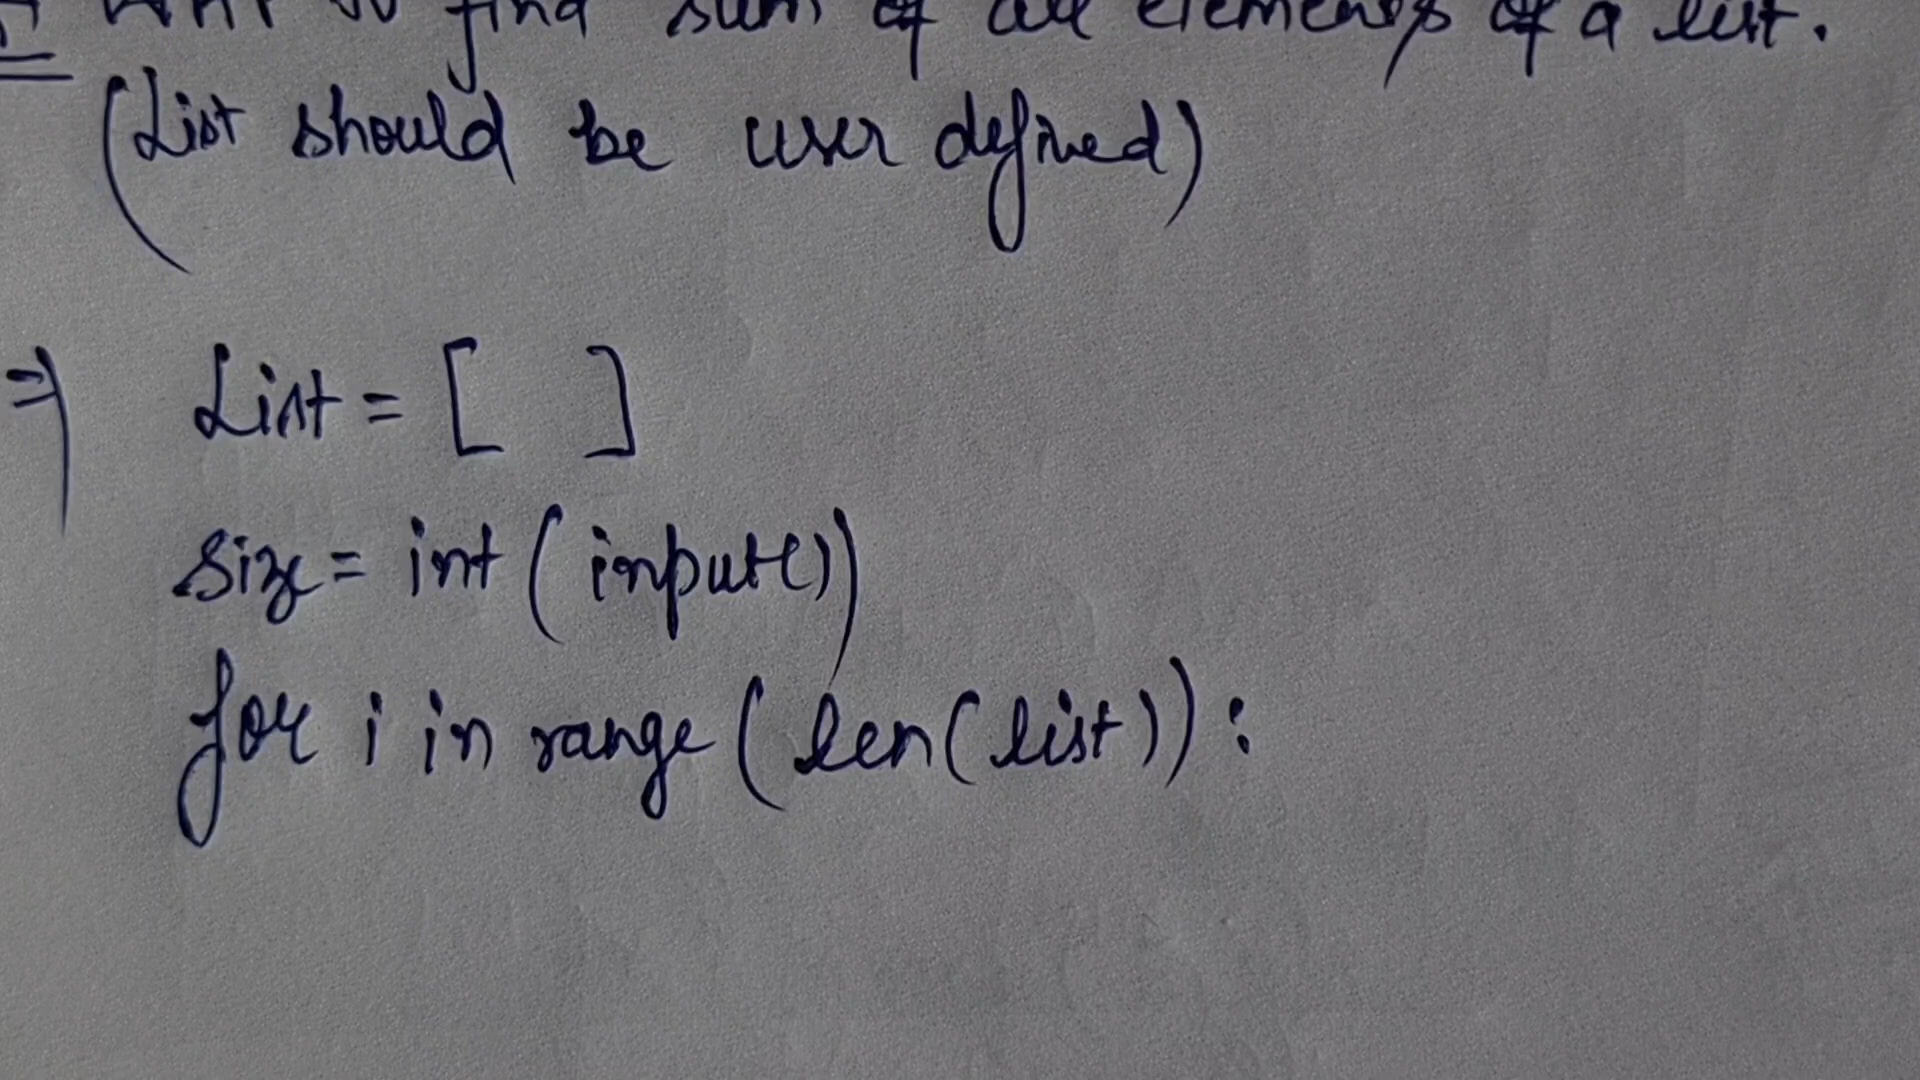 to find sum of all elements of a list.
(List should be user defined)
⇒ List = [ ]
size = int ( input())
for i in range ( len( list)) :